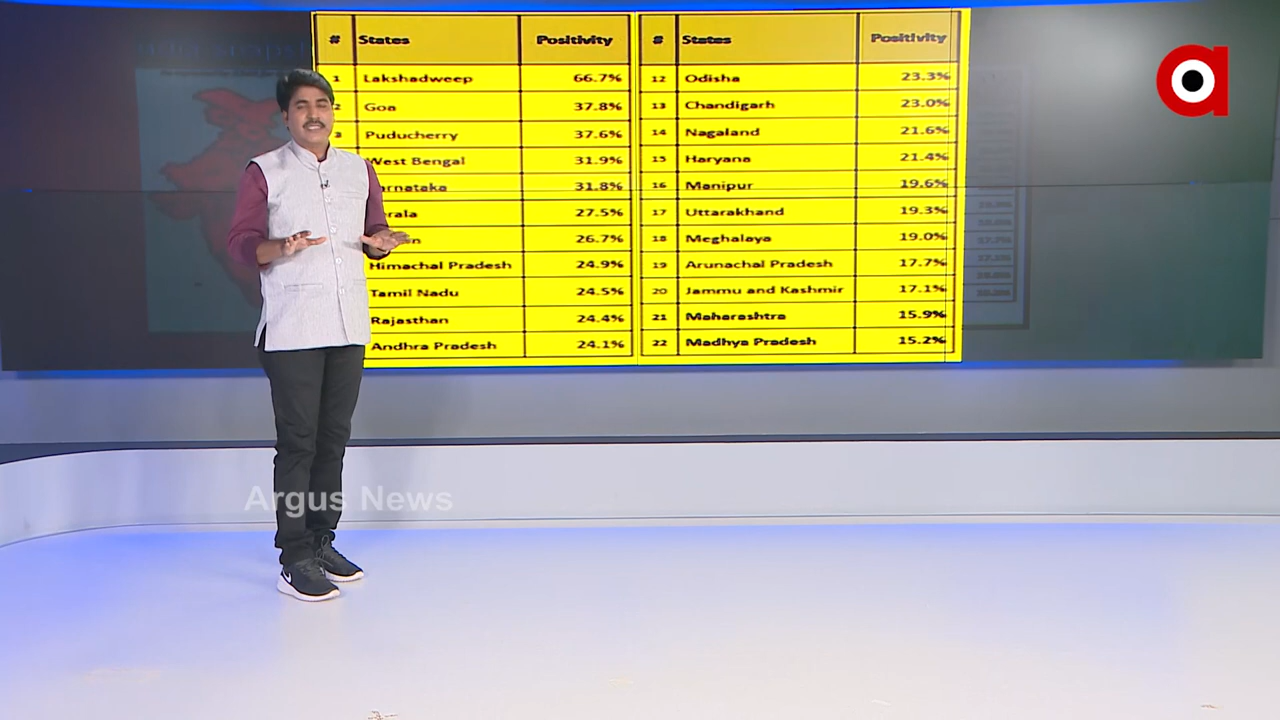 # States Positivity
1 Lakshadweep 66.7%
2 Goa 37.8%
3 Puducherry 37.6%
West Bengal 31.9%
rnataka 31.8%
rala 27.5%
n 26.7%
Himachal Pradesh 24.9%
Tamil Nadu 24.5%
Rajasthan 24.4%
Andhra Pradesh 24.1%
# States Positivity
12 Odisha 23.3%
13 Chandigarh 23.0%
14 Nagaland 21.6%
15 Haryana 21.4%
16 Manipur 19.6%
17 Uttarakhand 19.3%
18 Meghalaya 19.0%
19 Arunachal Pradesh 17.7%
20 Jammu and Kashmir 17.1%
21 Maharashtra 15.9%
22 Madhya Pradesh 15.2%
a
Argus News